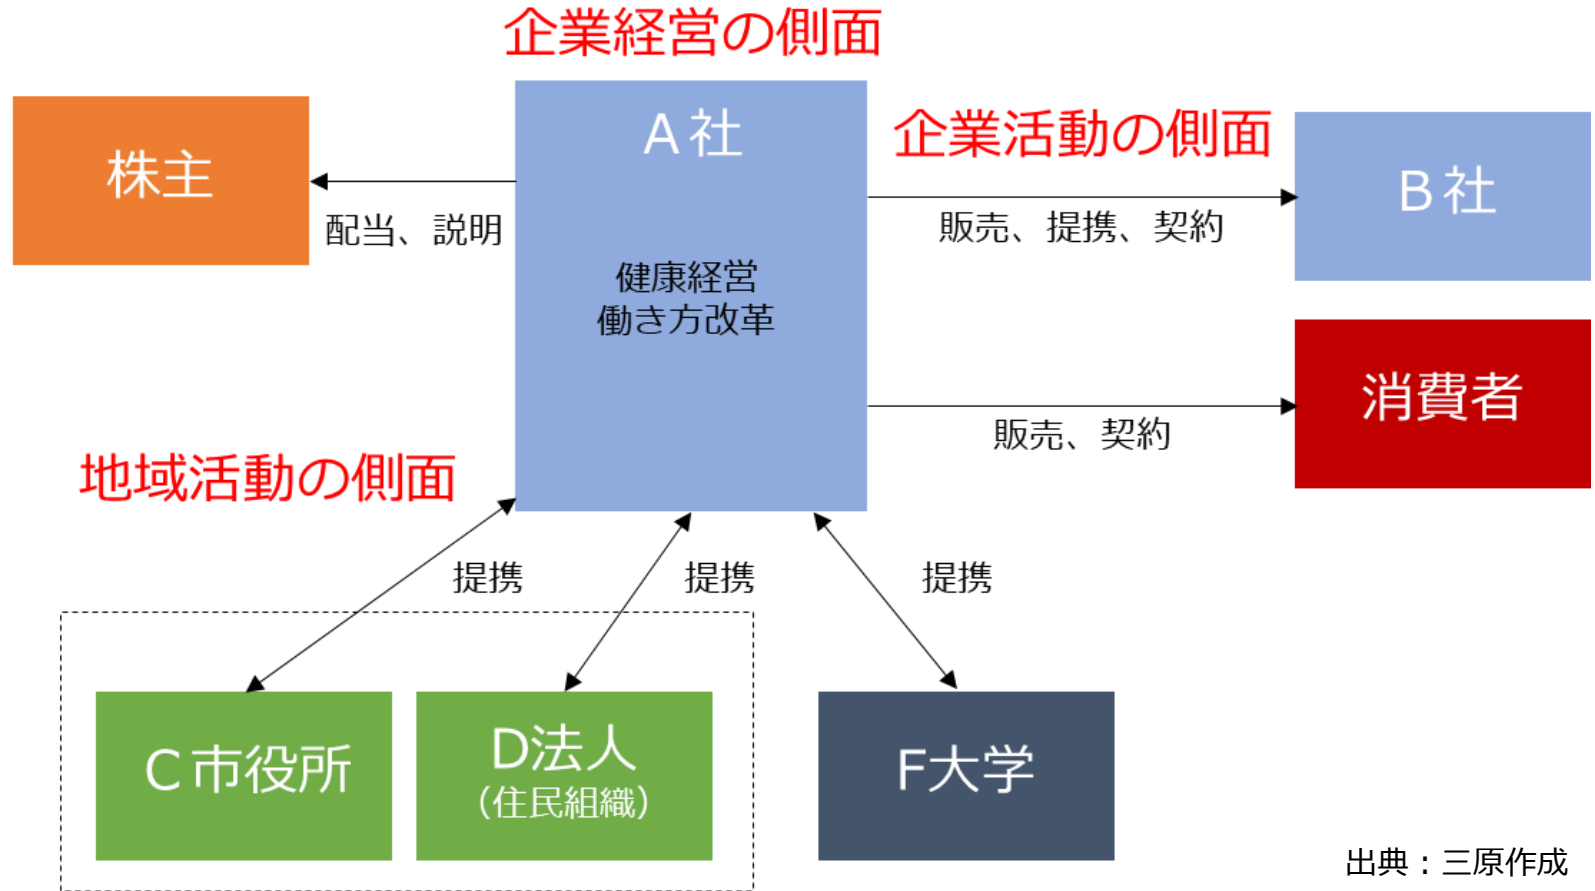 企業経営の側面
A社
健康経営
働き方改革
株主
配当、説明
企業活動の側面
販売、提携、契約
B社
販売、契約
消費者
地域活動の側面
提携
提携
提携
C市役所
D法人
（住民組織）
F大学
出典：三原作成